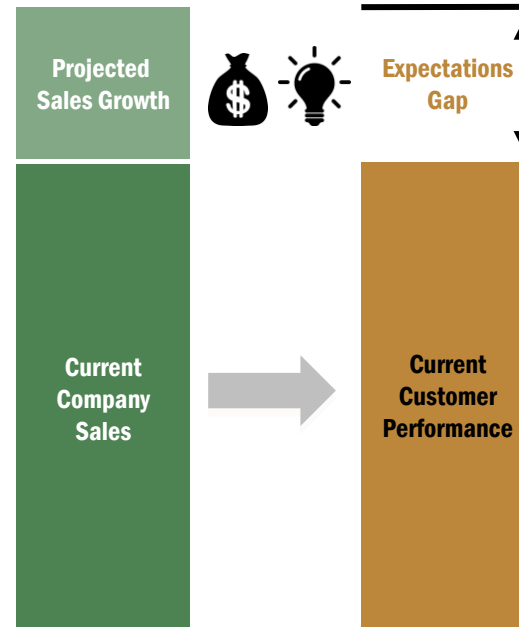 Projected
Sales Growth
$
Expectations
Gap
Current
Company
Sales
Current
Customer
Performance